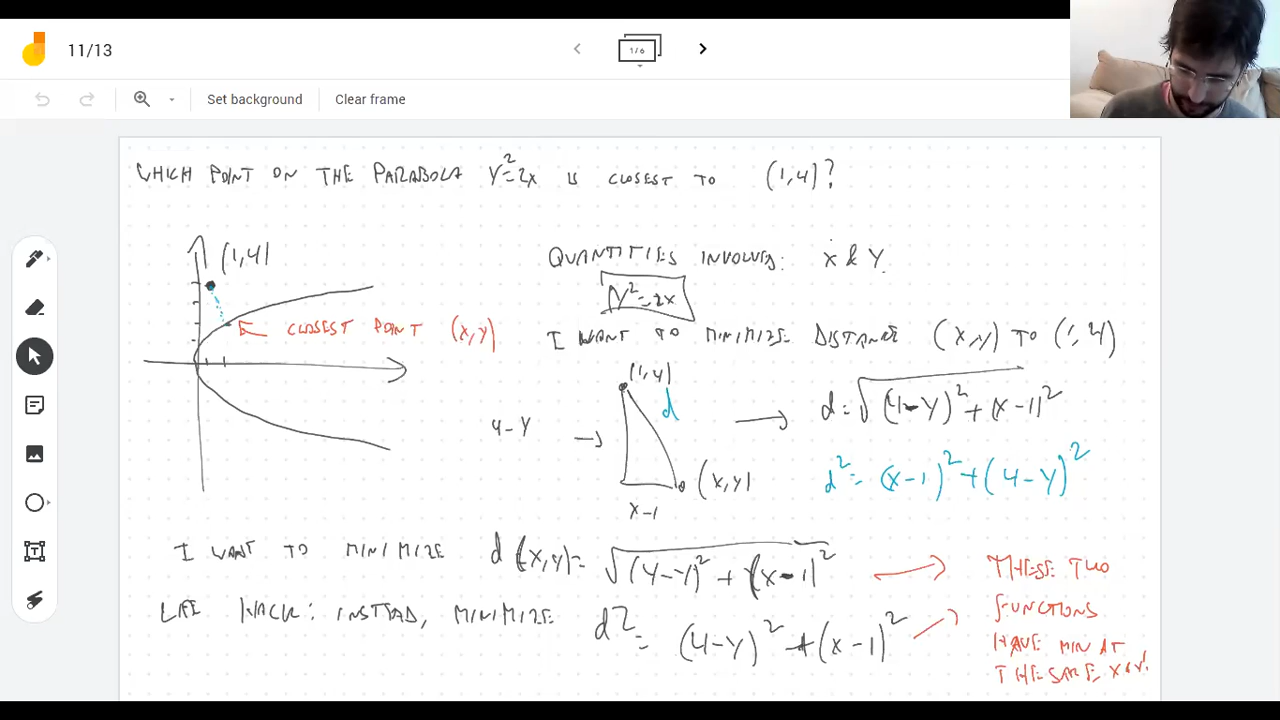 11/13
1/6
Set background
Clear frame
WHICH POINT ON THE PARABOLA Y²=2X IS CLOSEST TO (1,4)?
(1,4)
CLOSEST POINT (X,Y)
QUANTITIES INVOLVED: X & Y.
Y²=2X
I WANT TO MINIMIZE DISTANCE (X,Y) TO (1,4)
(1,4)
d
4-Y
(X,Y)
X-1
d=√(4-Y)²+(X-1)²
d²=(X-1)²+(4-Y)²
I WANT TO MINIMIZE d(X,Y)=√(4-Y)²+(X-1)²
LIFE HACK: INSTEAD, MINIMIZE d²=(4-Y)²+(X-1)²
THESE TWO
FUNCTIONS
HAVE MIN AT
THE SAME X&Y!